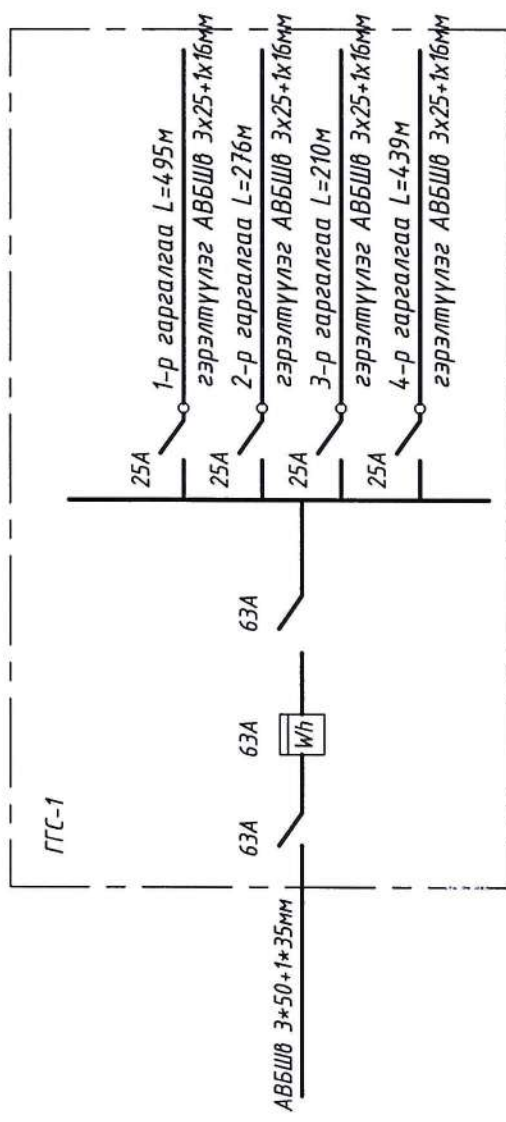 ГГС-1
АВБШв 3*50+1*35мм
63А
63А
Wh
63А
25А
1-р гаргалгаа L=495м
гэрэлтүүлэг АВБШв 3х25+1х16мм
25А
2-р гаргалгаа L=276м
гэрэлтүүлэг АВБШв 3х25+1х16мм
25А
3-р гаргалгаа L=210м
гэрэлтүүлэг АВБШв 3х25+1х16мм
25А
4-р гаргалгаа L=439м
гэрэлтүүлэг АВБШв 3х25+1х16мм